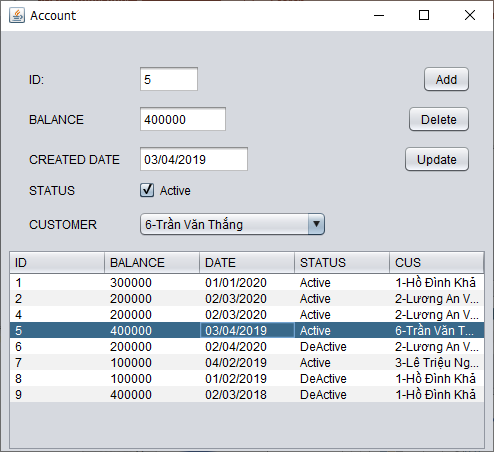 Account
ID: 5 Add
BALANCE 400000 Delete
CREATED DATE 03/04/2019 Update
STATUS Active
CUSTOMER 6-Trần Văn Thắng
ID BALANCE DATE STATUS CUS
1 300000 01/01/2020 Active 1-Hồ Đình Khả
2 200000 02/03/2020 Active 2-Lương An V...
4 200000 02/03/2020 Active 2-Lương An V...
5 400000 03/04/2019 Active 6-Trần Văn T...
6 200000 02/04/2020 DeActive 2-Lương An V...
7 100000 04/02/2019 Active 3-Lê Triệu Ng...
8 100000 01/02/2019 DeActive 1-Hồ Đình Khả
9 400000 02/03/2018 DeActive 1-Hồ Đình Khả